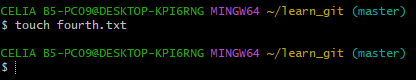 CELIA B5-PC09@DESKTOP-KPI6RNG MINGW64 ~/learn_git (master)
$ touch fourth.txt
CELIA B5-PC09@DESKTOP-KPI6RNG MINGW64 ~/learn_git (master)
$